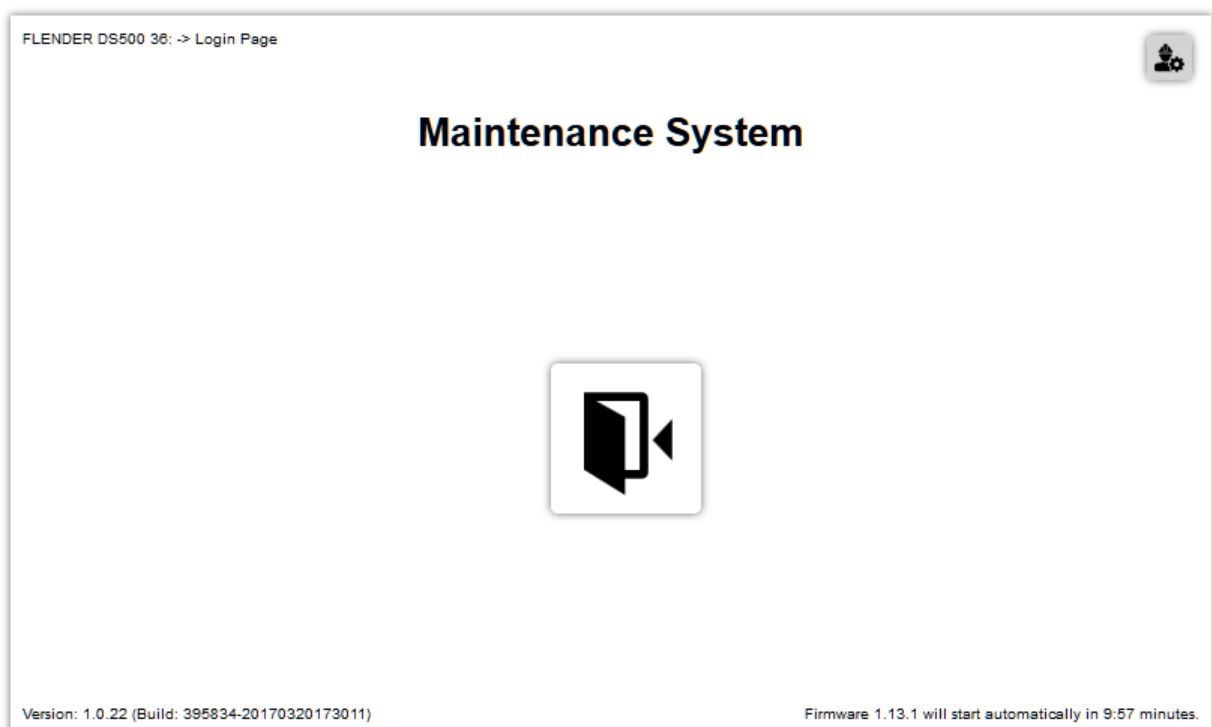 FLENDER DS500 36: -> Login Page
Maintenance System
Version: 1.0.22 (Build: 395834-20170320173011)
Firmware 1.13.1 will start automatically in 9:57 minutes.